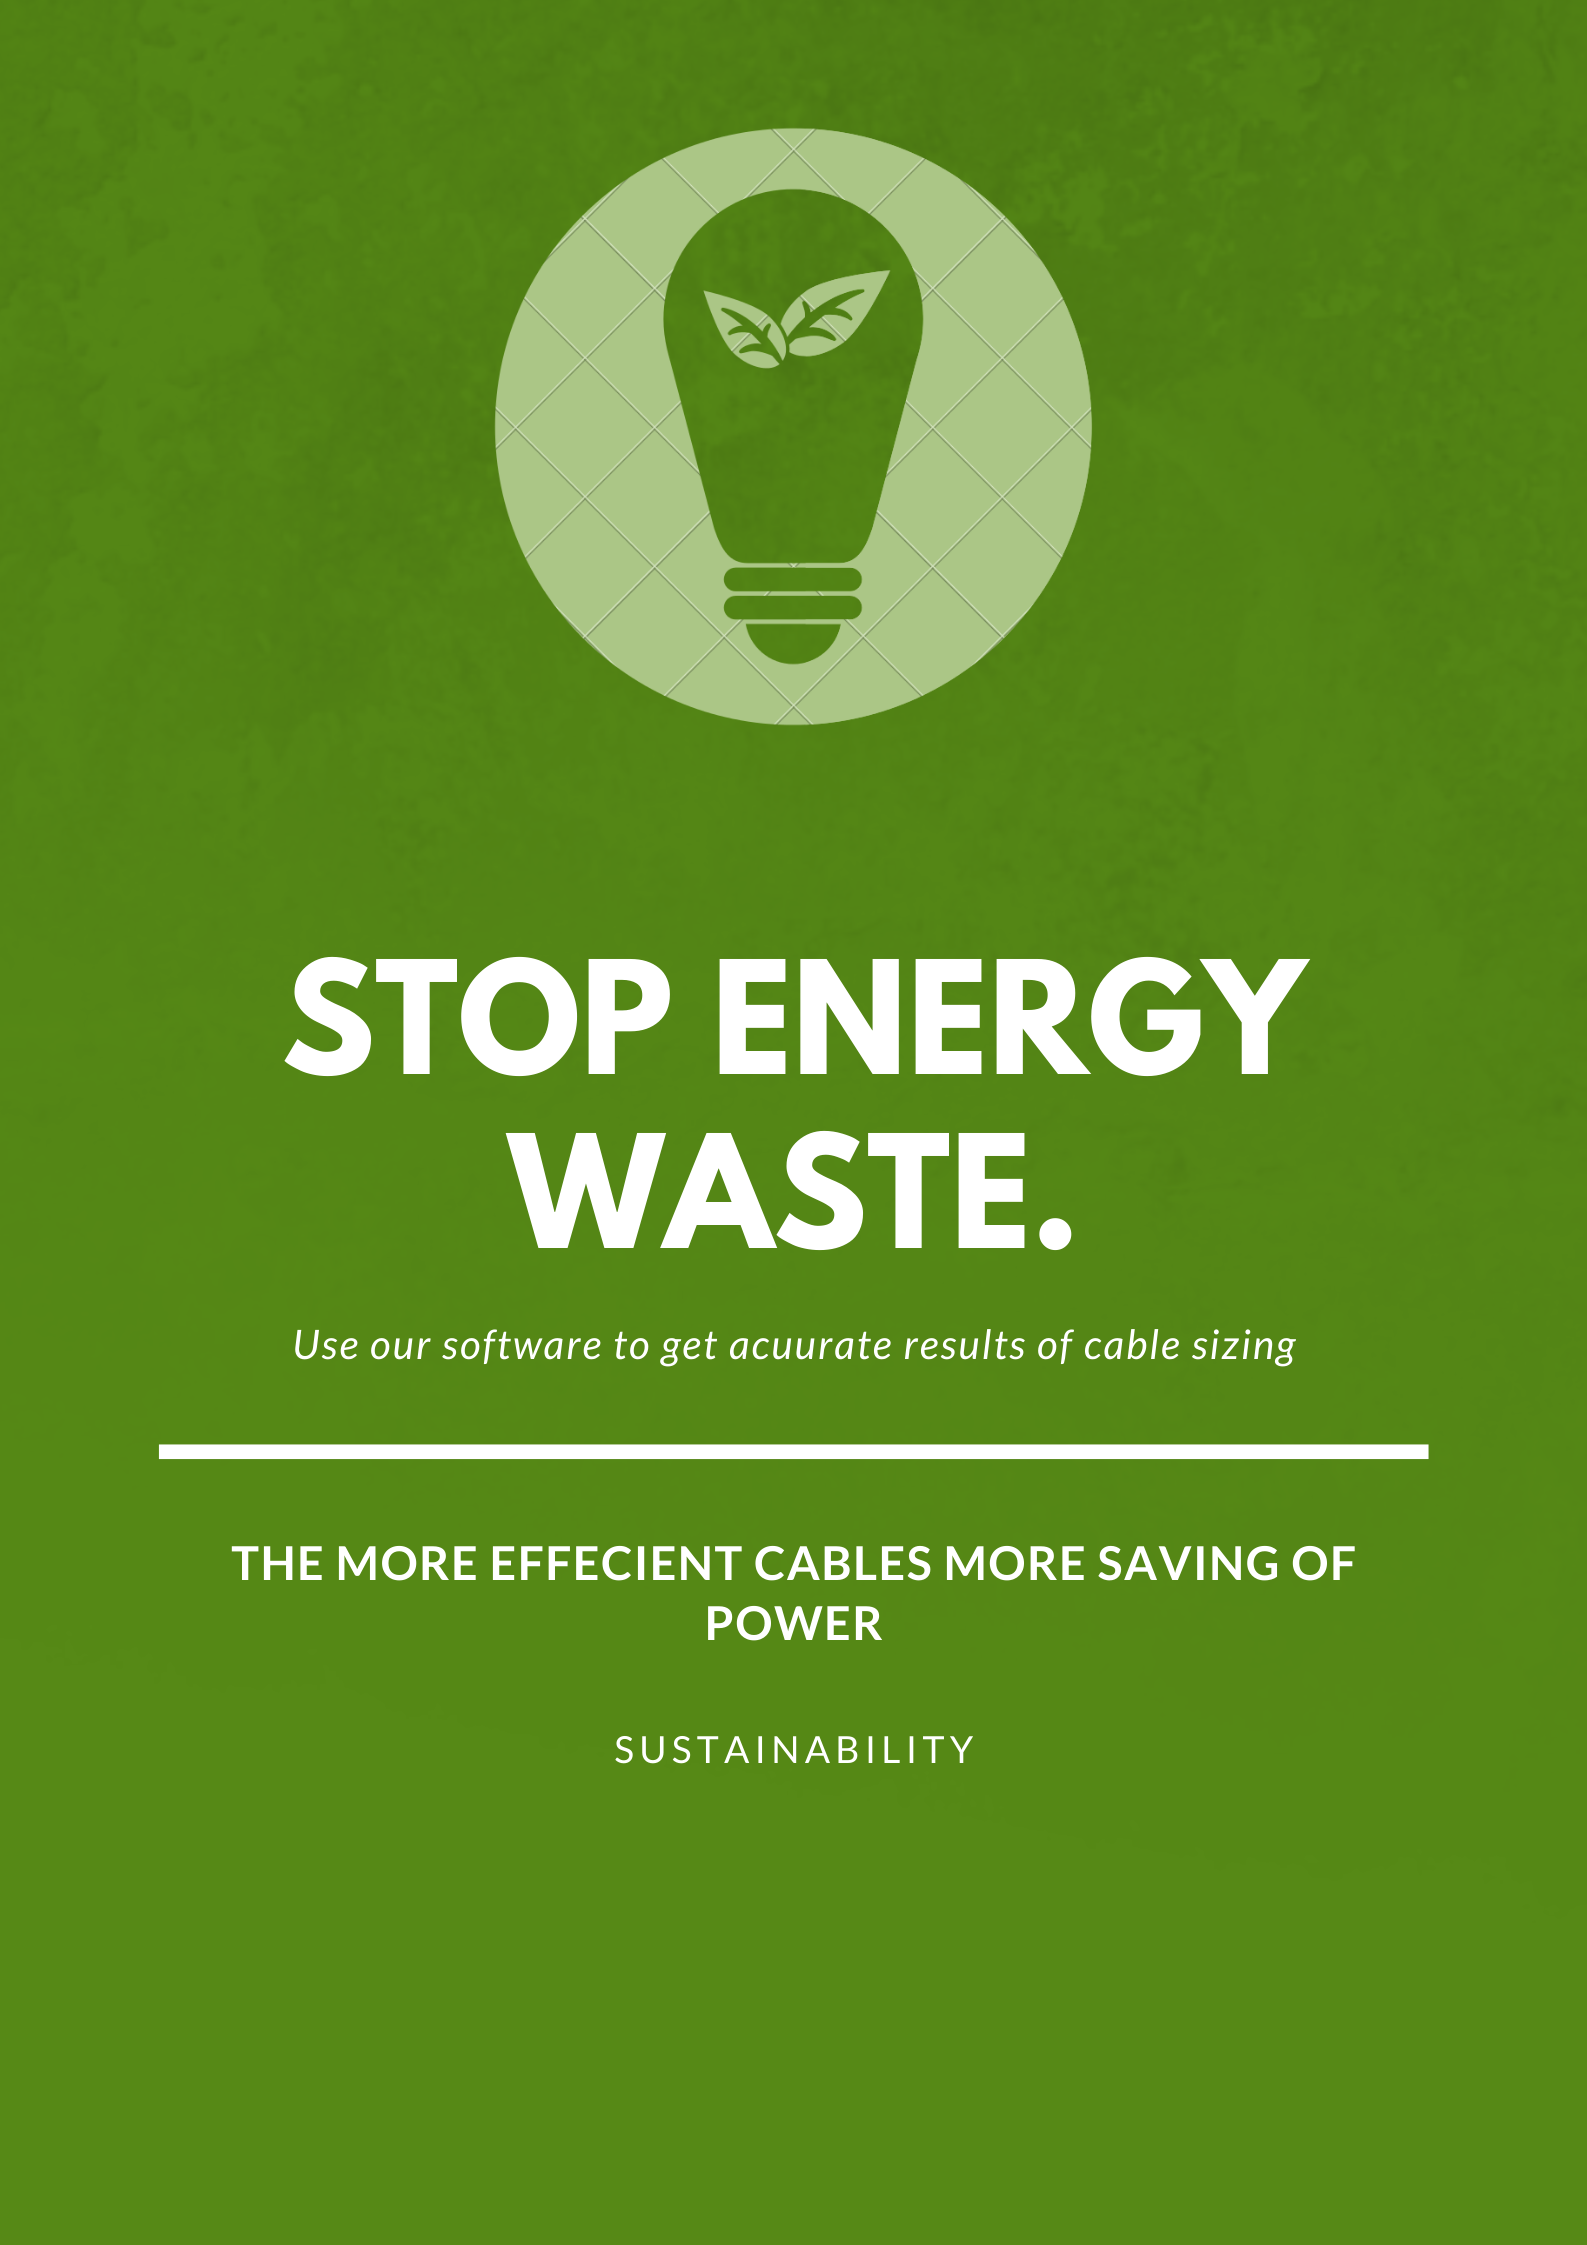 STOP ENERGY
WASTE.
Use our software to get acuurate results of cable sizing
THE MORE EFFECIENT CABLES MORE SAVING OF
POWER
SUSTAINABILITY